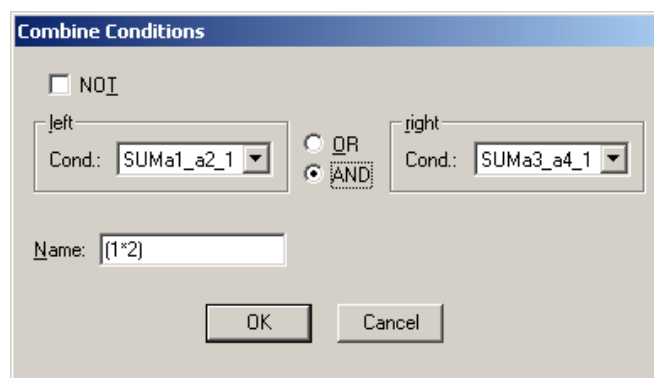 Combine Conditions
NOT
left
Cond.: SUMa1_a2_1
OR
AND
right
Cond.: SUMa3_a4_1
Name: (1*2)
OK Cancel